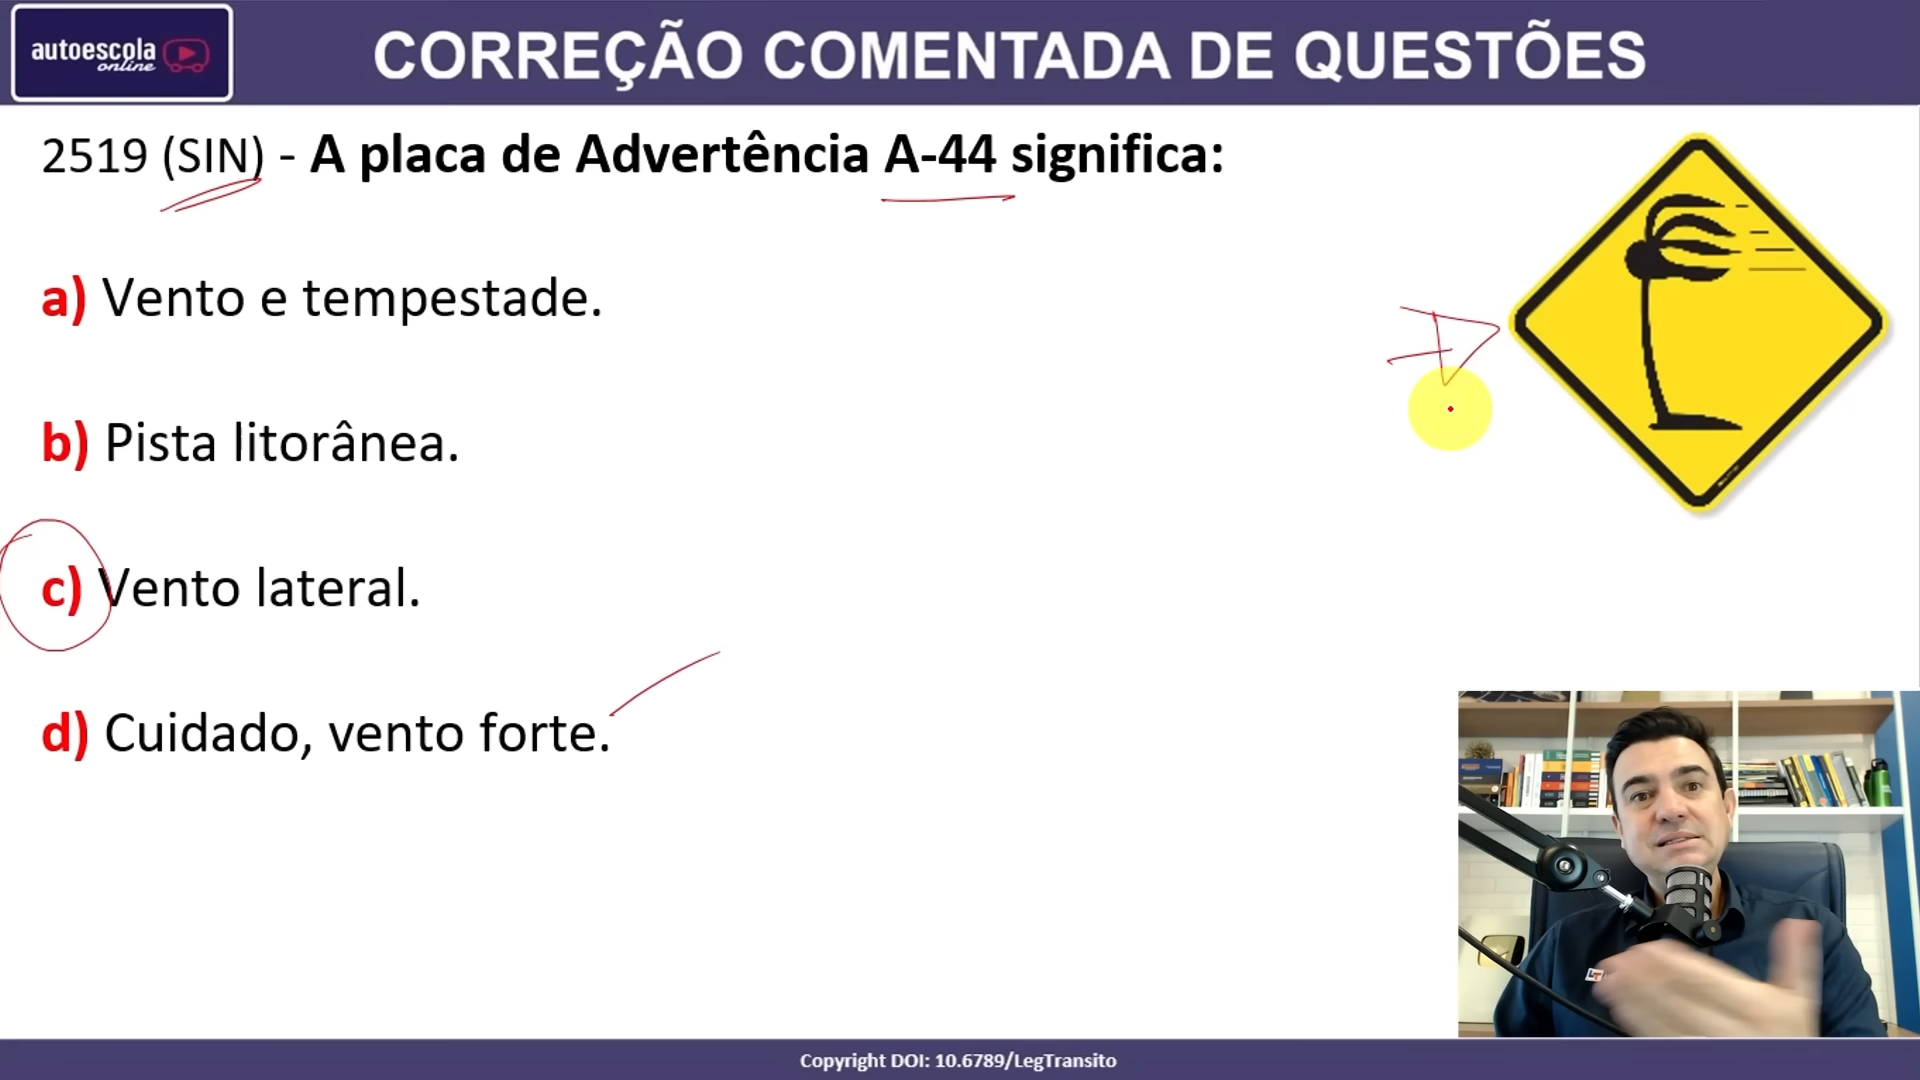 autoescola
online
CORREÇÃO COMENTADA DE QUESTÕES
2519 (SIN) - A placa de Advertência A-44 significa:
a) Vento e tempestade.
b) Pista litorânea.
c) Vento lateral.
d) Cuidado, vento forte.
Copyright DOI: 10.6789/LegTransito